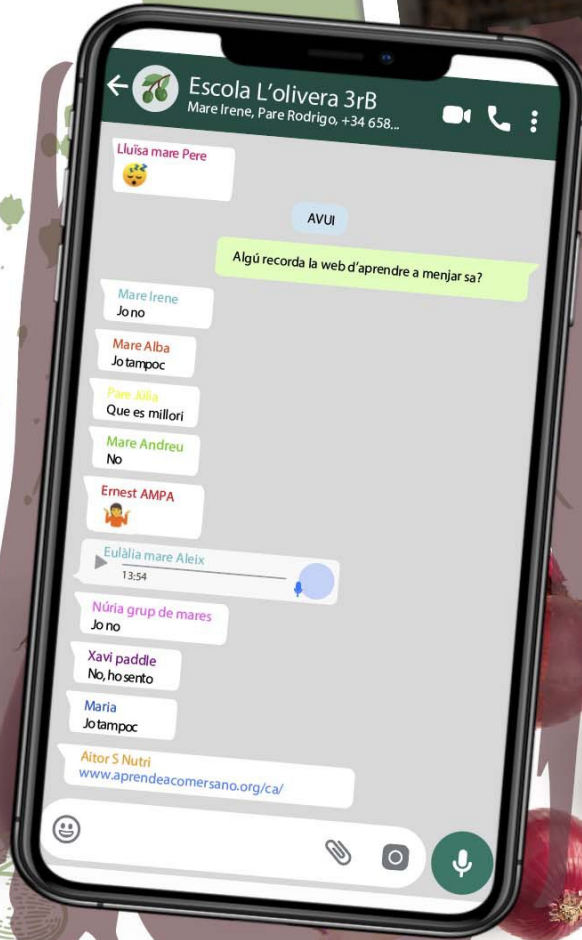 Escola L'olivera 3rB
Mare Irene, Pare Rodrigo, +34 658...
Lluïsa mare Pere
AVUI
Algú recorda la web d'aprendre a menjar sa?
Mare Irene
Jo no
Mare Alba
Jo tampoc
Pare Júlia
Que es millori
Mare Andreu
No
Ernest AMPA
Eulàlia mare Aleix
13:54
Núria grup de mares
Jo no
Xavi paddle
No, ho sento
Maria
Jo tampoc
Aitor S Nutri
www.aprendeacomersano.org/ca/